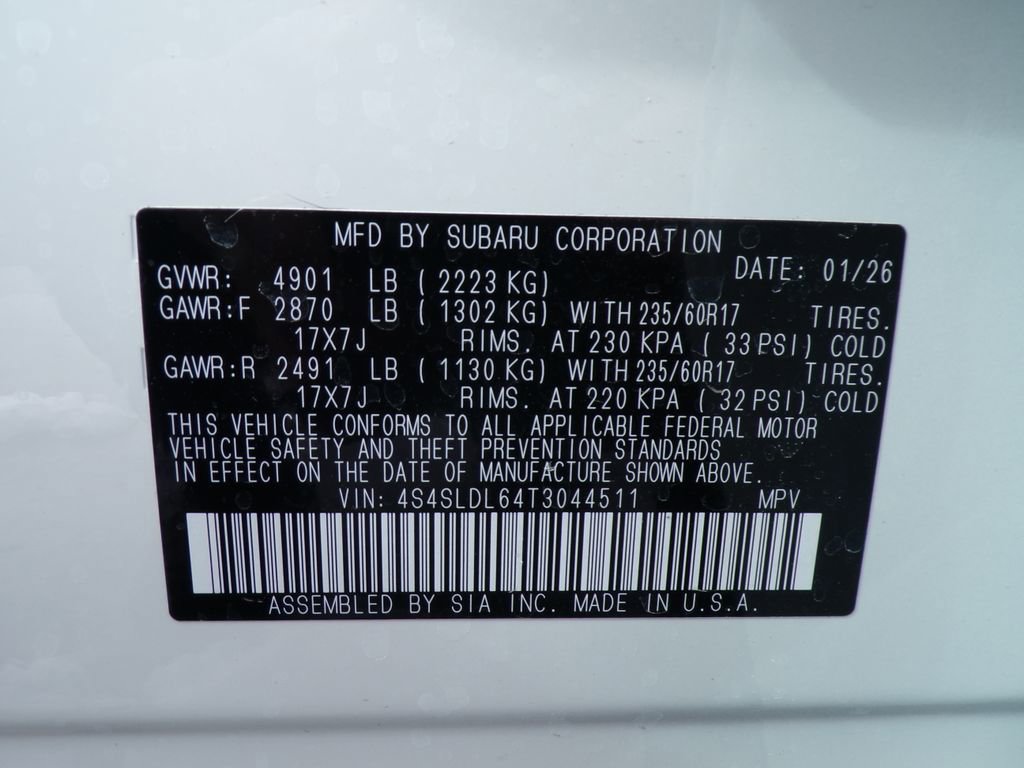 MFD BY SUBARU CORPORATION
DATE: 01/26
GVWR: 4901 LB ( 2223 KG)
GAWR:F 2870 LB ( 1302 KG) WITH 235/60R17 TIRES.
17X7J RIMS. AT 230 KPA ( 33 PSI) COLD
GAWR:R 2491 LB ( 1130 KG) WITH 235/60R17 TIRES.
17X7J RIMS. AT 220 KPA ( 32 PSI) COLD
THIS VEHICLE CONFORMS TO ALL APPLICABLE FEDERAL MOTOR
VEHICLE SAFETY AND THEFT PREVENTION STANDARDS
IN EFFECT ON THE DATE OF MANUFACTURE SHOWN ABOVE.
VIN: 4S4SLDL64T3044511 MPV
ASSEMBLED BY SIA INC. MADE IN U.S.A.